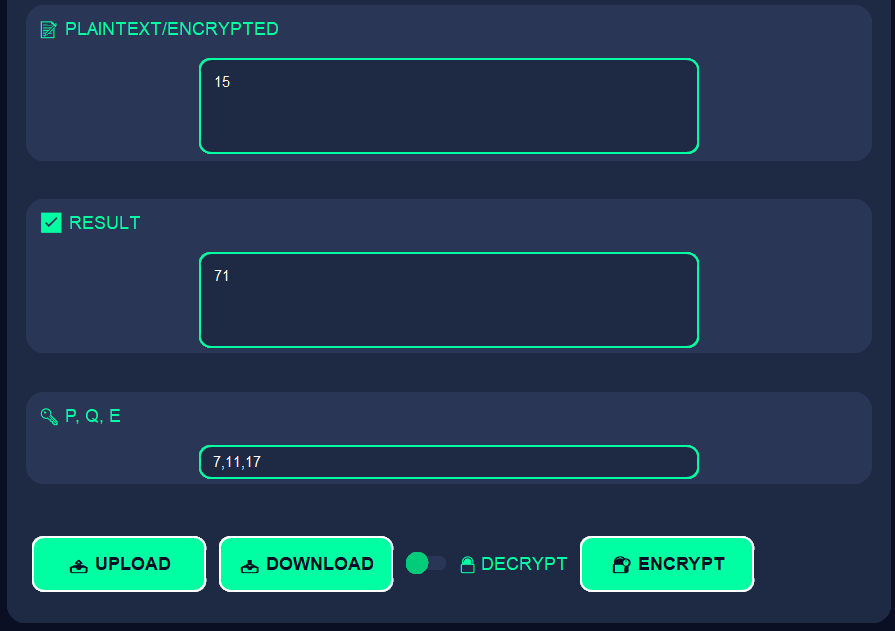 PLAINTEXT/ENCRYPTED
15
RESULT
71
P, Q, E
7,11,17
UPLOAD DOWNLOAD DECRYPT ENCRYPT